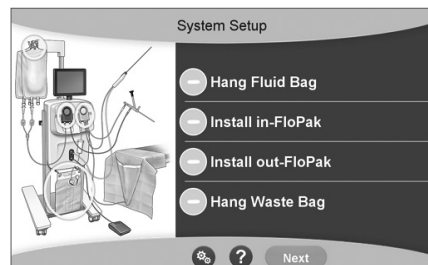 System Setup
Hang Fluid Bag
Install in-FloPak
Install out-FloPak
Hang Waste Bag
?
Next